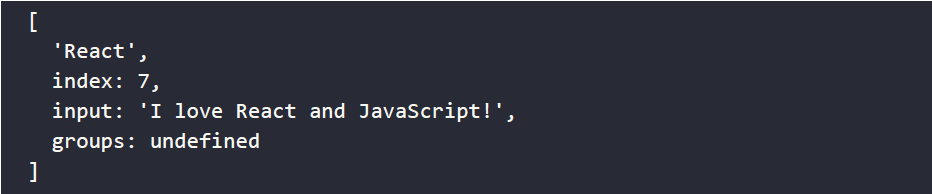 [
  'React',
  index: 7,
  input: 'I love React and JavaScript!',
  groups: undefined
]